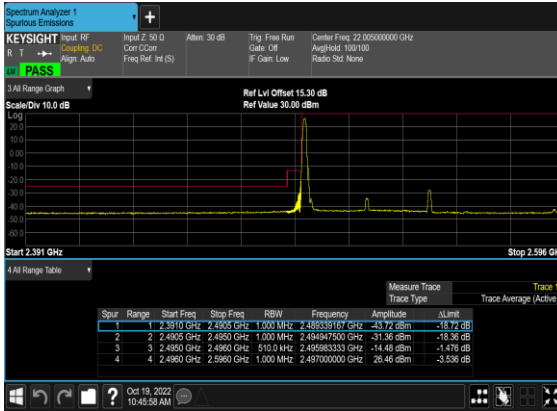 Spectrum Analyzer 1
Spurious Emissions
KEYSIGHT Input: RF Input Z: 50 Ω Atten: 30 dB Trig: Free Run Center Freq: 22.005000000 GHz
R T Coupling: DC Corr CCorr Gate: Off Avg|Hold: 100/100
Align: Auto Freq Ref: Int (S) IF Gain: Low Radio Std: None
PASS
3 All Range Graph
Ref Lvl Offset 15.30 dB
Scale/Div 10.0 dB Ref Value 30.00 dBm
Log
20.0
10.0
0.00
-10.0
-20.0
-30.0
-40.0
-50.0
-60.0
Start 2.391 GHz Stop 2.596 GH
4 All Range Table
Measure Trace Trace 1
Trace Type Trace Average (Active
Spur Range Start Freq Stop Freq RBW Frequency Amplitude ΔLimit
1 1 2.3910 GHz 2.4905 GHz 1.000 MHz 2.489339167 GHz -43.72 dBm -18.72 dB
2 2 2.4905 GHz 2.4950 GHz 1.000 MHz 2.494947500 GHz -31.36 dBm -18.36 dB
3 3 2.4950 GHz 2.4960 GHz 510.0 kHz 2.495983333 GHz -14.48 dBm -1.476 dB
4 4 2.4960 GHz 2.5960 GHz 1.000 MHz 2.497000000 GHz 26.46 dBm -3.536 dB
Oct 19, 2022
10:45:58 AM